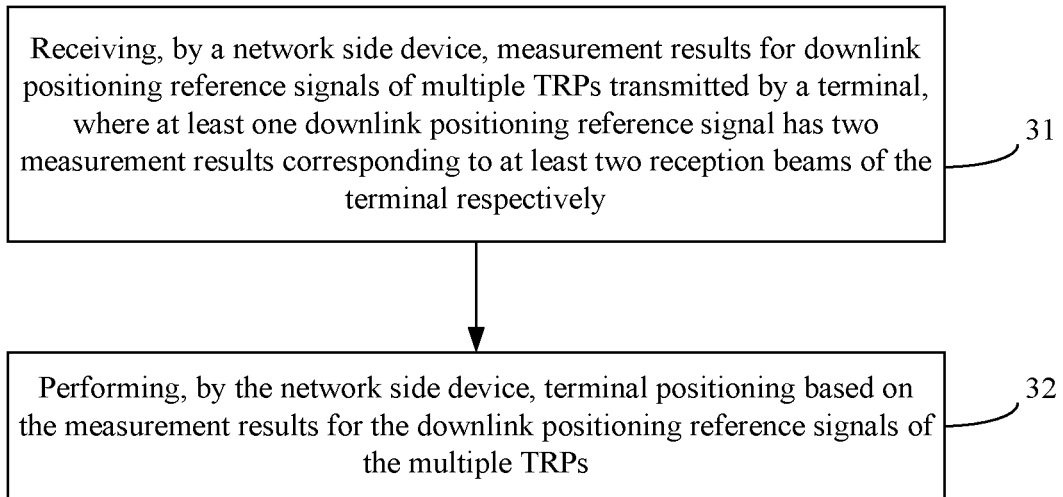 Receiving, by a network side device, measurement results for downlink
positioning reference signals of multiple TRPs transmitted by a terminal,
where at least one downlink positioning reference signal has two
measurement results corresponding to at least two reception beams of the
terminal respectively
31
Performing, by the network side device, terminal positioning based on
the measurement results for the downlink positioning reference signals of
the multiple TRPs
32